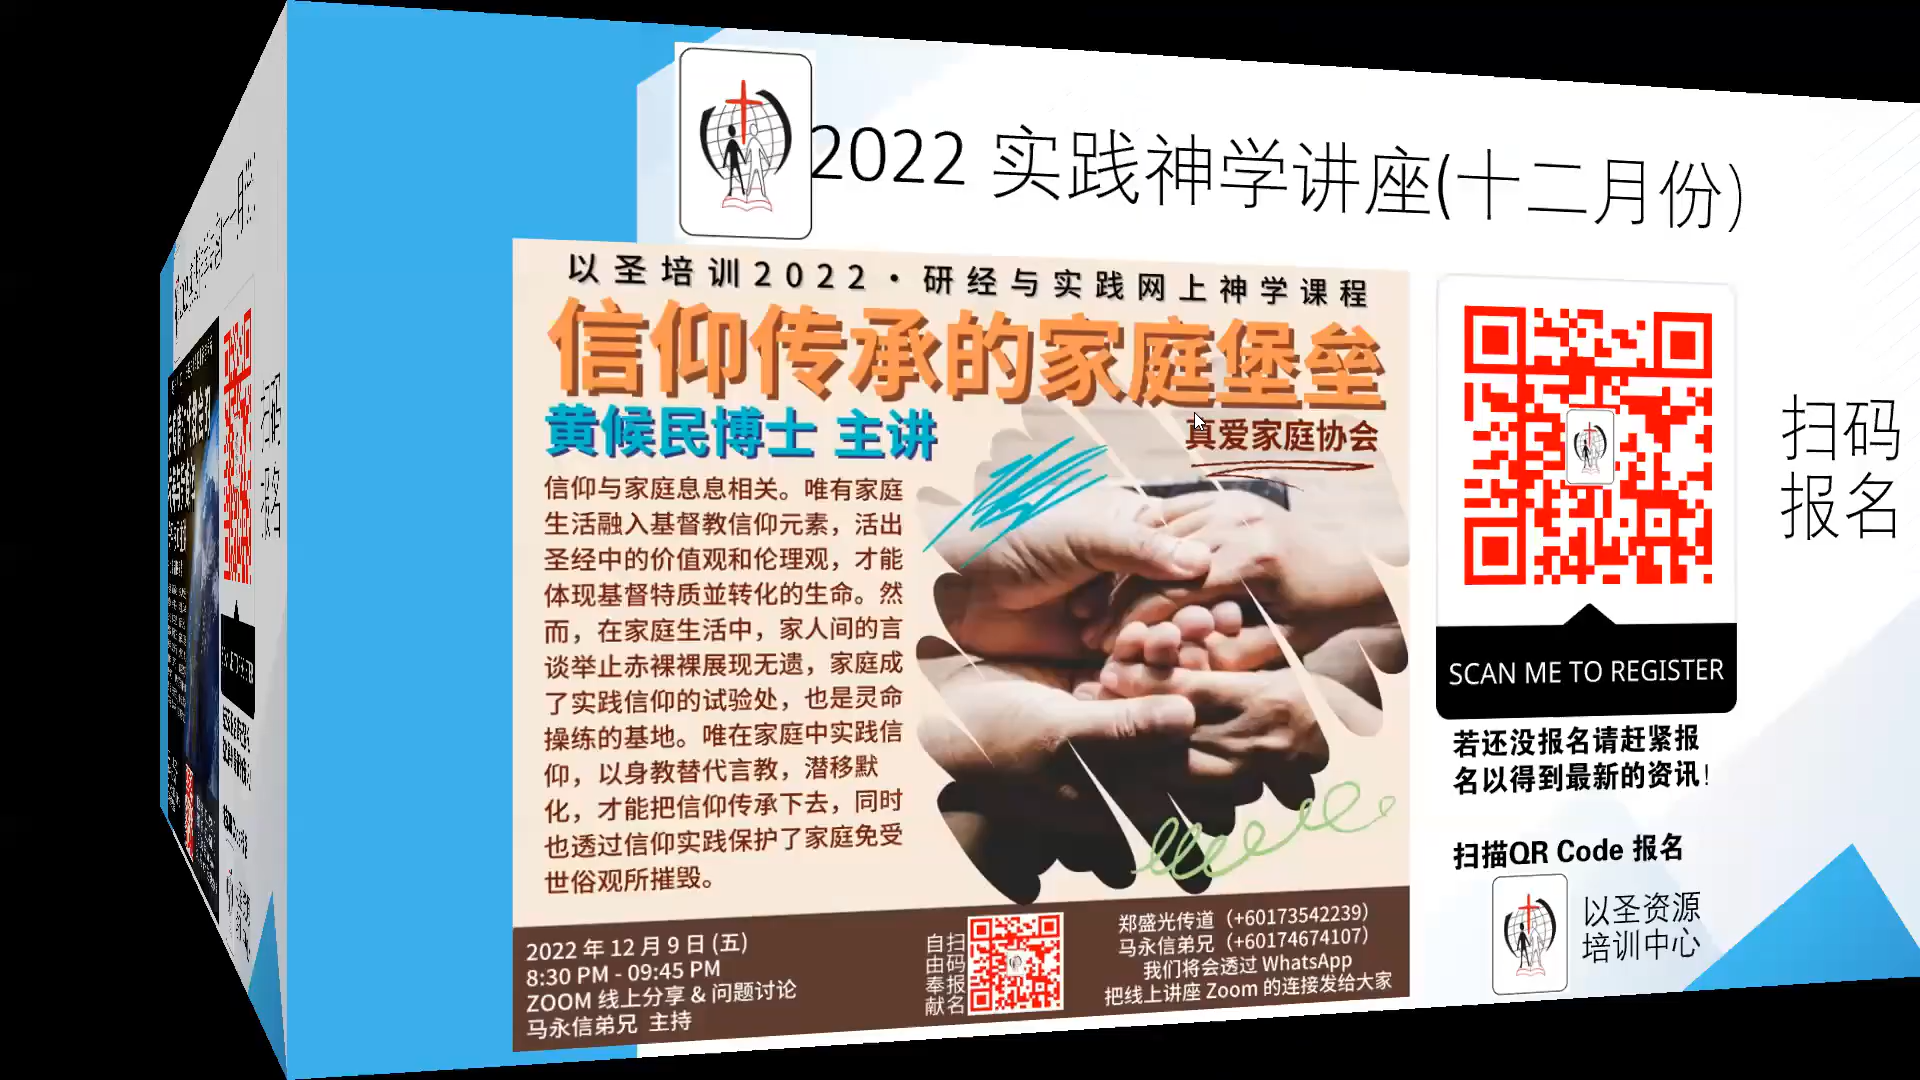 2022 实践神学讲座(十二月份)
以圣培训2022·研经与实践网上神学课程
信仰传承的家庭堡垒
黄候民博士 主讲
真爱家庭协会
信仰与家庭息息相关。唯有家庭
生活融入基督教信仰元素，活出
圣经中的价值观和伦理观，才能
体现基督特质並转化的生命。然
而，在家庭生活中，家人间的言
谈举止赤裸裸展现无遗，家庭成
了实践信仰的试验处，也是灵命
操练的基地。唯在家庭中实践信
仰，以身教替代言教，潜移默
化，才能把信仰传承下去，同时
也透过信仰实践保护了家庭免受
世俗观所摧毁。
2022 年 12 月 9 日 (五)
8:30 PM - 09:45 PM
ZOOM 线上分享 & 问题讨论
马永信弟兄 主持
自由奉献
扫码报名
郑盛光传道（+60173542239）
马永信弟兄（+60174674107）
我们将会透过 WhatsApp
把线上讲座 Zoom 的连接发给大家
SCAN ME TO REGISTER
扫码
报名
若还没报名请赶紧报
名以得到最新的资讯!
扫描QR Code 报名
以圣资源
培训中心
扫码
报名